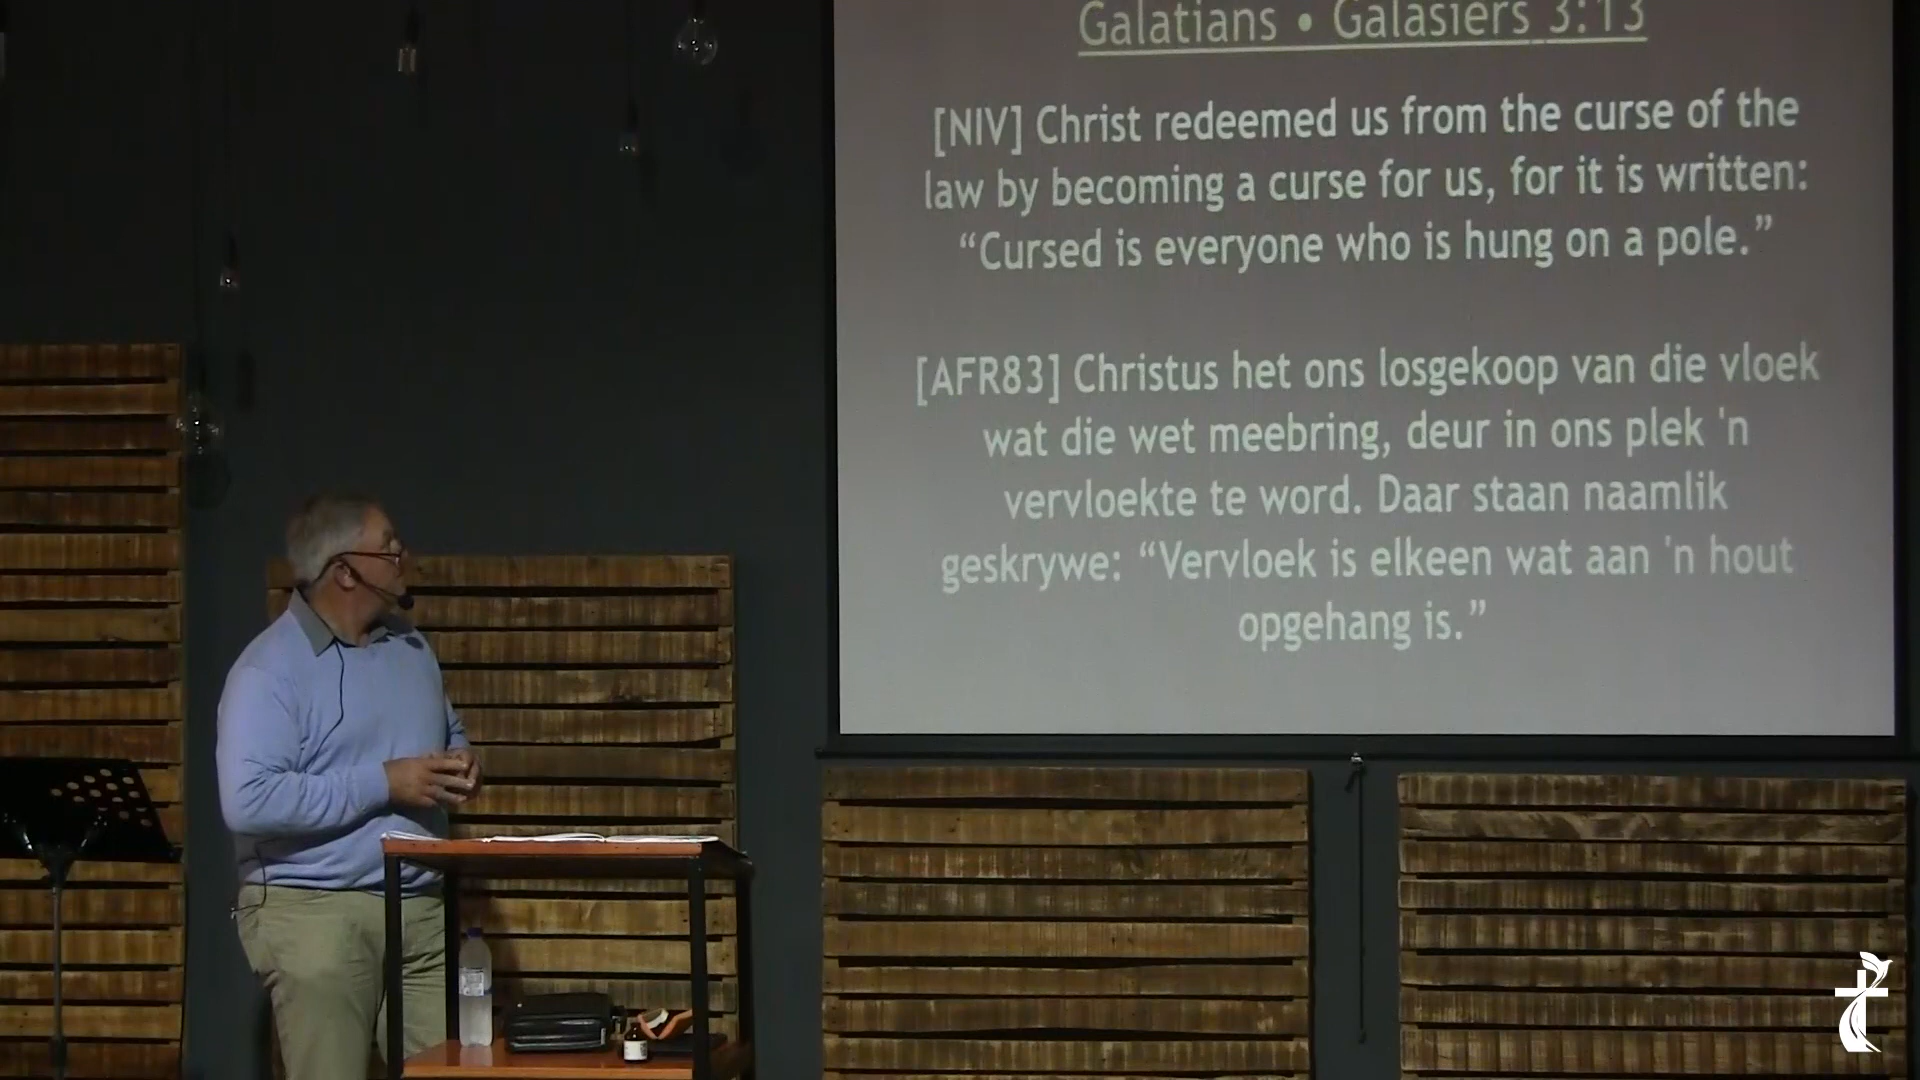 Galatians • Galasiërs 3:13
[NIV] Christ redeemed us from the curse of the
law by becoming a curse for us, for it is written:
“Cursed is everyone who is hung on a pole.”
[AFR83] Christus het ons losgekoop van die vloek
wat die wet meebring, deur in ons plek 'n
vervloekte te word. Daar staan naamlik
geskrywe: “Vervloek is elkeen wat aan 'n hout
opgehang is.”